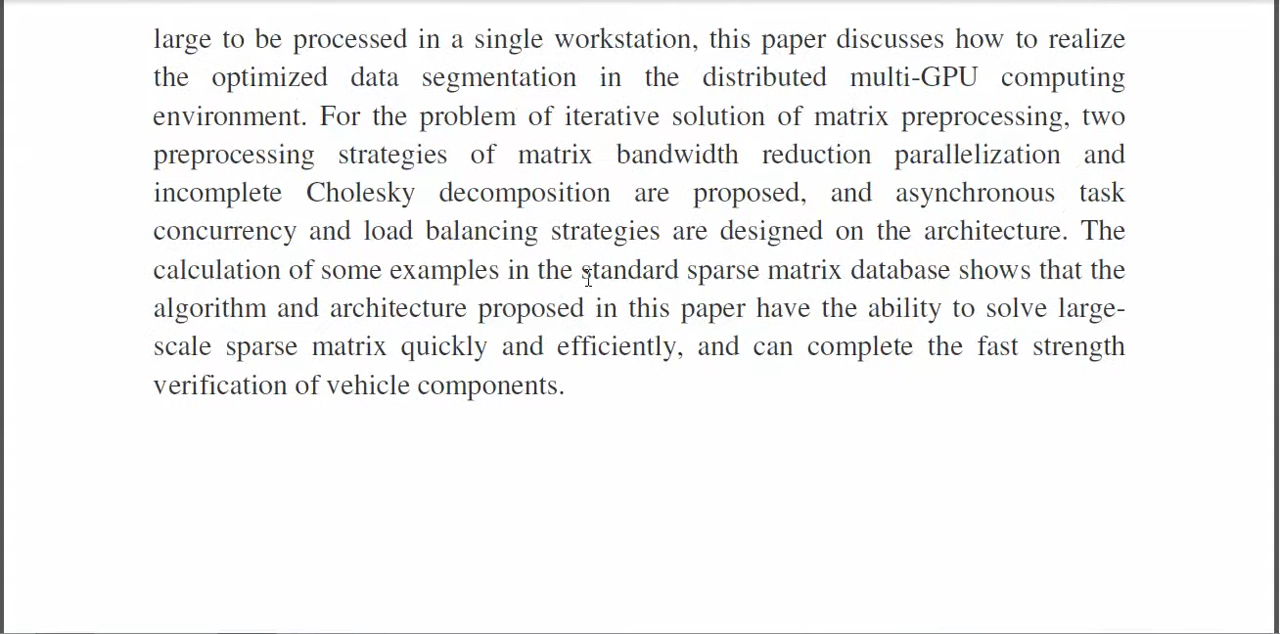 large to be processed in a single workstation, this paper discusses how to realize
the optimized data segmentation in the distributed multi-GPU computing
environment. For the problem of iterative solution of matrix preprocessing, two
preprocessing strategies of matrix bandwidth reduction parallelization and
incomplete Cholesky decomposition are proposed, and asynchronous task
concurrency and load balancing strategies are designed on the architecture. The
calculation of some examples in the standard sparse matrix database shows that the
algorithm and architecture proposed in this paper have the ability to solve large-
scale sparse matrix quickly and efficiently, and can complete the fast strength
verification of vehicle components.